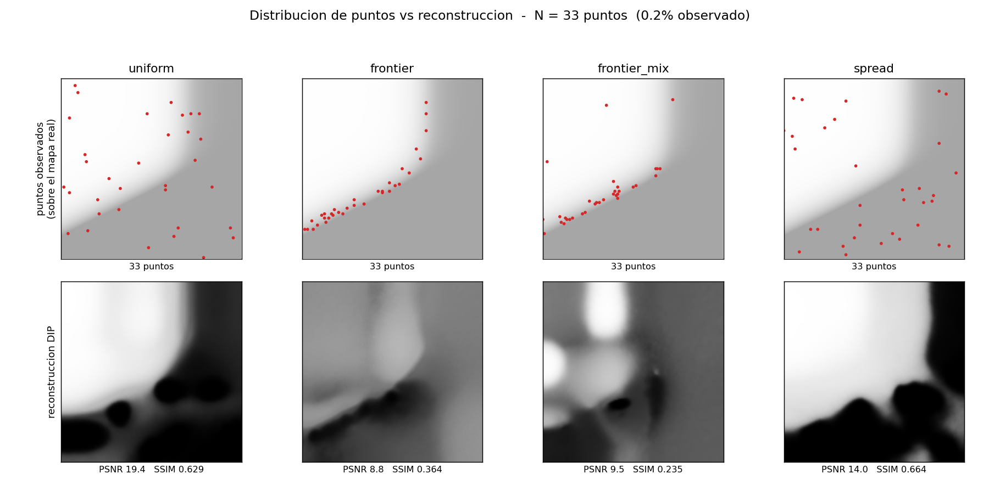 Distribucion de puntos vs reconstruccion - N = 33 puntos (0.2% observado)
uniform
frontier
frontier_mix
spread
puntos observados
(sobre el mapa real)
33 puntos
33 puntos
33 puntos
33 puntos
reconstruccion DIP
PSNR 19.4 SSIM 0.629
PSNR 8.8 SSIM 0.364
PSNR 9.5 SSIM 0.235
PSNR 14.0 SSIM 0.664